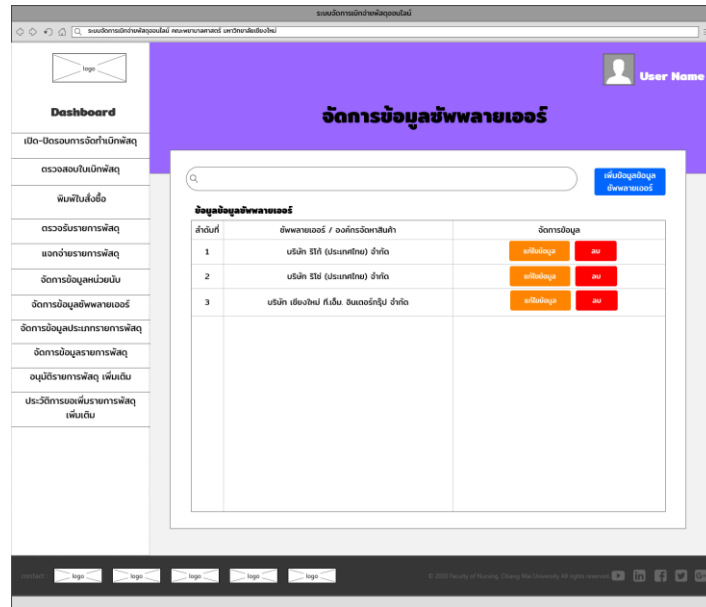 ระบบจัดการเบิกจ่ายพัสดุออนไลน์
ระบบจัดการเบิกจ่ายพัสดุออนไลน์ คณะพยาบาลศาสตร์ มหาวิทยาลัยเชียงใหม่
logo
User Name
Dashboard
จัดการข้อมูลซัพพลายเออร์
เปิด-ปิดรอบการจัดทำเบิกพัสดุ
ตรวจสอบใบเบิกพัสดุ
พิมพ์ใบสั่งซื้อ
ตรวจรับรายการพัสดุ
แจกจ่ายรายการพัสดุ
จัดการข้อมูลหน่วยนับ
จัดการข้อมูลซัพพลายเออร์
จัดการข้อมูลประเภทรายการพัสดุ
จัดการข้อมูลรายการพัสดุ
อนุมัติรายการพัสดุ เพิ่มเติม
ประวัติการขอเพิ่มรายการพัสดุ
เพิ่มเติม
เพิ่มข้อมูลข้อมูล
ซัพพลายเออร์
ข้อมูลข้อมูลซัพพลายเออร์
ลำดับที่ ซัพพลายเออร์ / องค์กรจัดหาสินค้า จัดการข้อมูล
1 บริษัท ริโก้ (ประเทศไทย) จำกัด แก้ไขข้อมูล ลบ
2 บริษัท ริโซ่ (ประเทศไทย) จำกัด แก้ไขข้อมูล ลบ
3 บริษัท เชียงใหม่ ที.เอ็ม. อินเตอร์กรุ๊ป จำกัด แก้ไขข้อมูล ลบ
contact : logo logo logo logo logo © 2020 Faculty of Nursing, Chiang Mai University All rights reserved